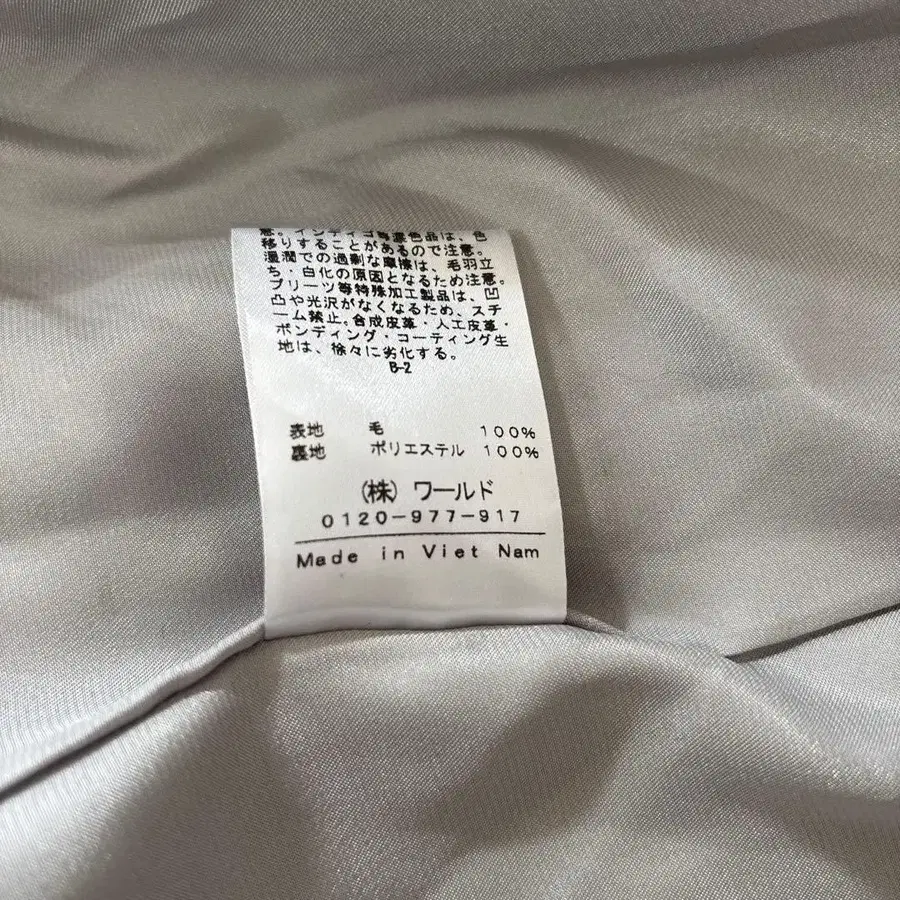 意。インディゴ等濃色品は、色
移りすることがあるので注意。
湿潤での過剰な摩擦は、毛羽立
ち・白化の原因となるため注意。
プリーツ等特殊加工製品は、凹
凸や光沢がなくなるため、スチ
ーム禁止。合成皮革・人工皮革・
ボンディング・コーティング生
地は、徐々に劣化する。
B-2
表地 毛 100%
裏地 ポリエステル 100%
(株) ワールド
0120-977-917
Made in Viet Nam